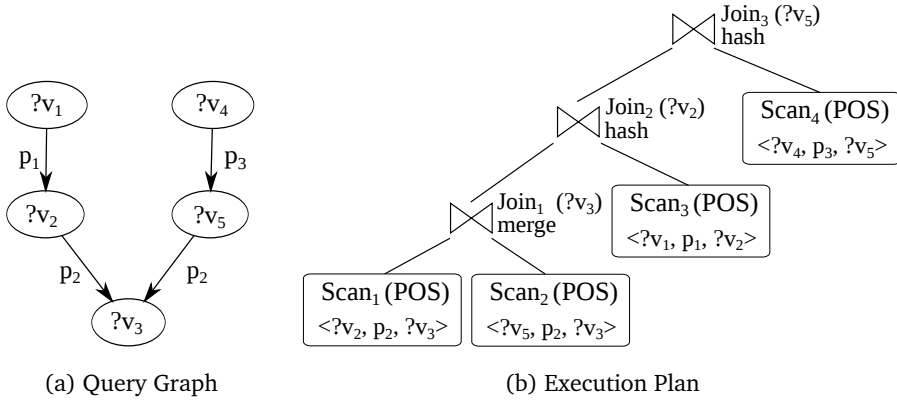 ?v₁
?v₄
p₁
p₃
?v₂
?v₅
p₂
p₂
?v₃
(a) Query Graph
Join₃ (?v₅)
hash
Join₂ (?v₂)
hash
Scan₄ (POS)
<?v₄, p₃, ?v₅>
Join₁ (?v₃)
merge
Scan₃ (POS)
<?v₁, p₁, ?v₂>
Scan₁ (POS)
<?v₂, p₂, ?v₃>
Scan₂ (POS)
<?v₅, p₂, ?v₃>
(b) Execution Plan